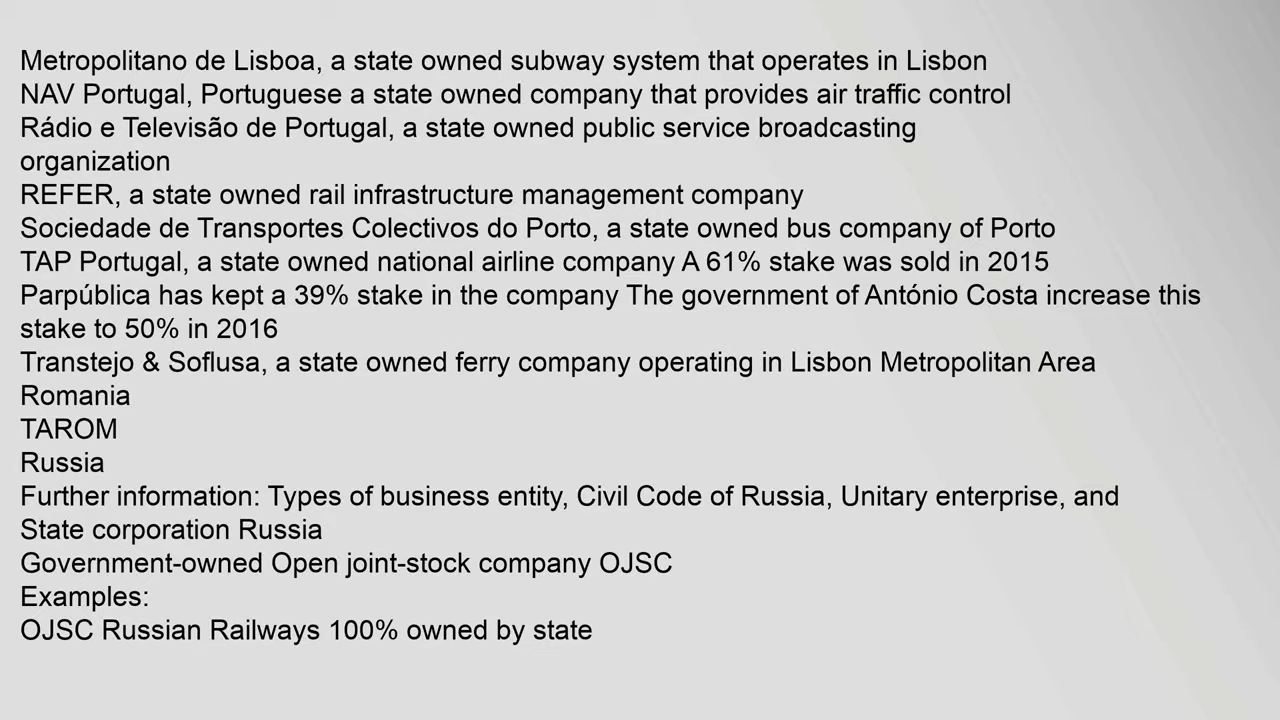 Metropolitano de Lisboa, a state owned subway system that operates in Lisbon
NAV Portugal, Portuguese a state owned company that provides air traffic control
Rádio e Televisão de Portugal, a state owned public service broadcasting
organization
REFER, a state owned rail infrastructure management company
Sociedade de Transportes Colectivos do Porto, a state owned bus company of Porto
TAP Portugal, a state owned national airline company A 61% stake was sold in 2015
Parpública has kept a 39% stake in the company The government of António Costa increase this
stake to 50% in 2016
Transtejo & Soflusa, a state owned ferry company operating in Lisbon Metropolitan Area
Romania
TAROM
Russia
Further information: Types of business entity, Civil Code of Russia, Unitary enterprise, and
State corporation Russia
Government-owned Open joint-stock company OJSC
Examples:
OJSC Russian Railways 100% owned by state